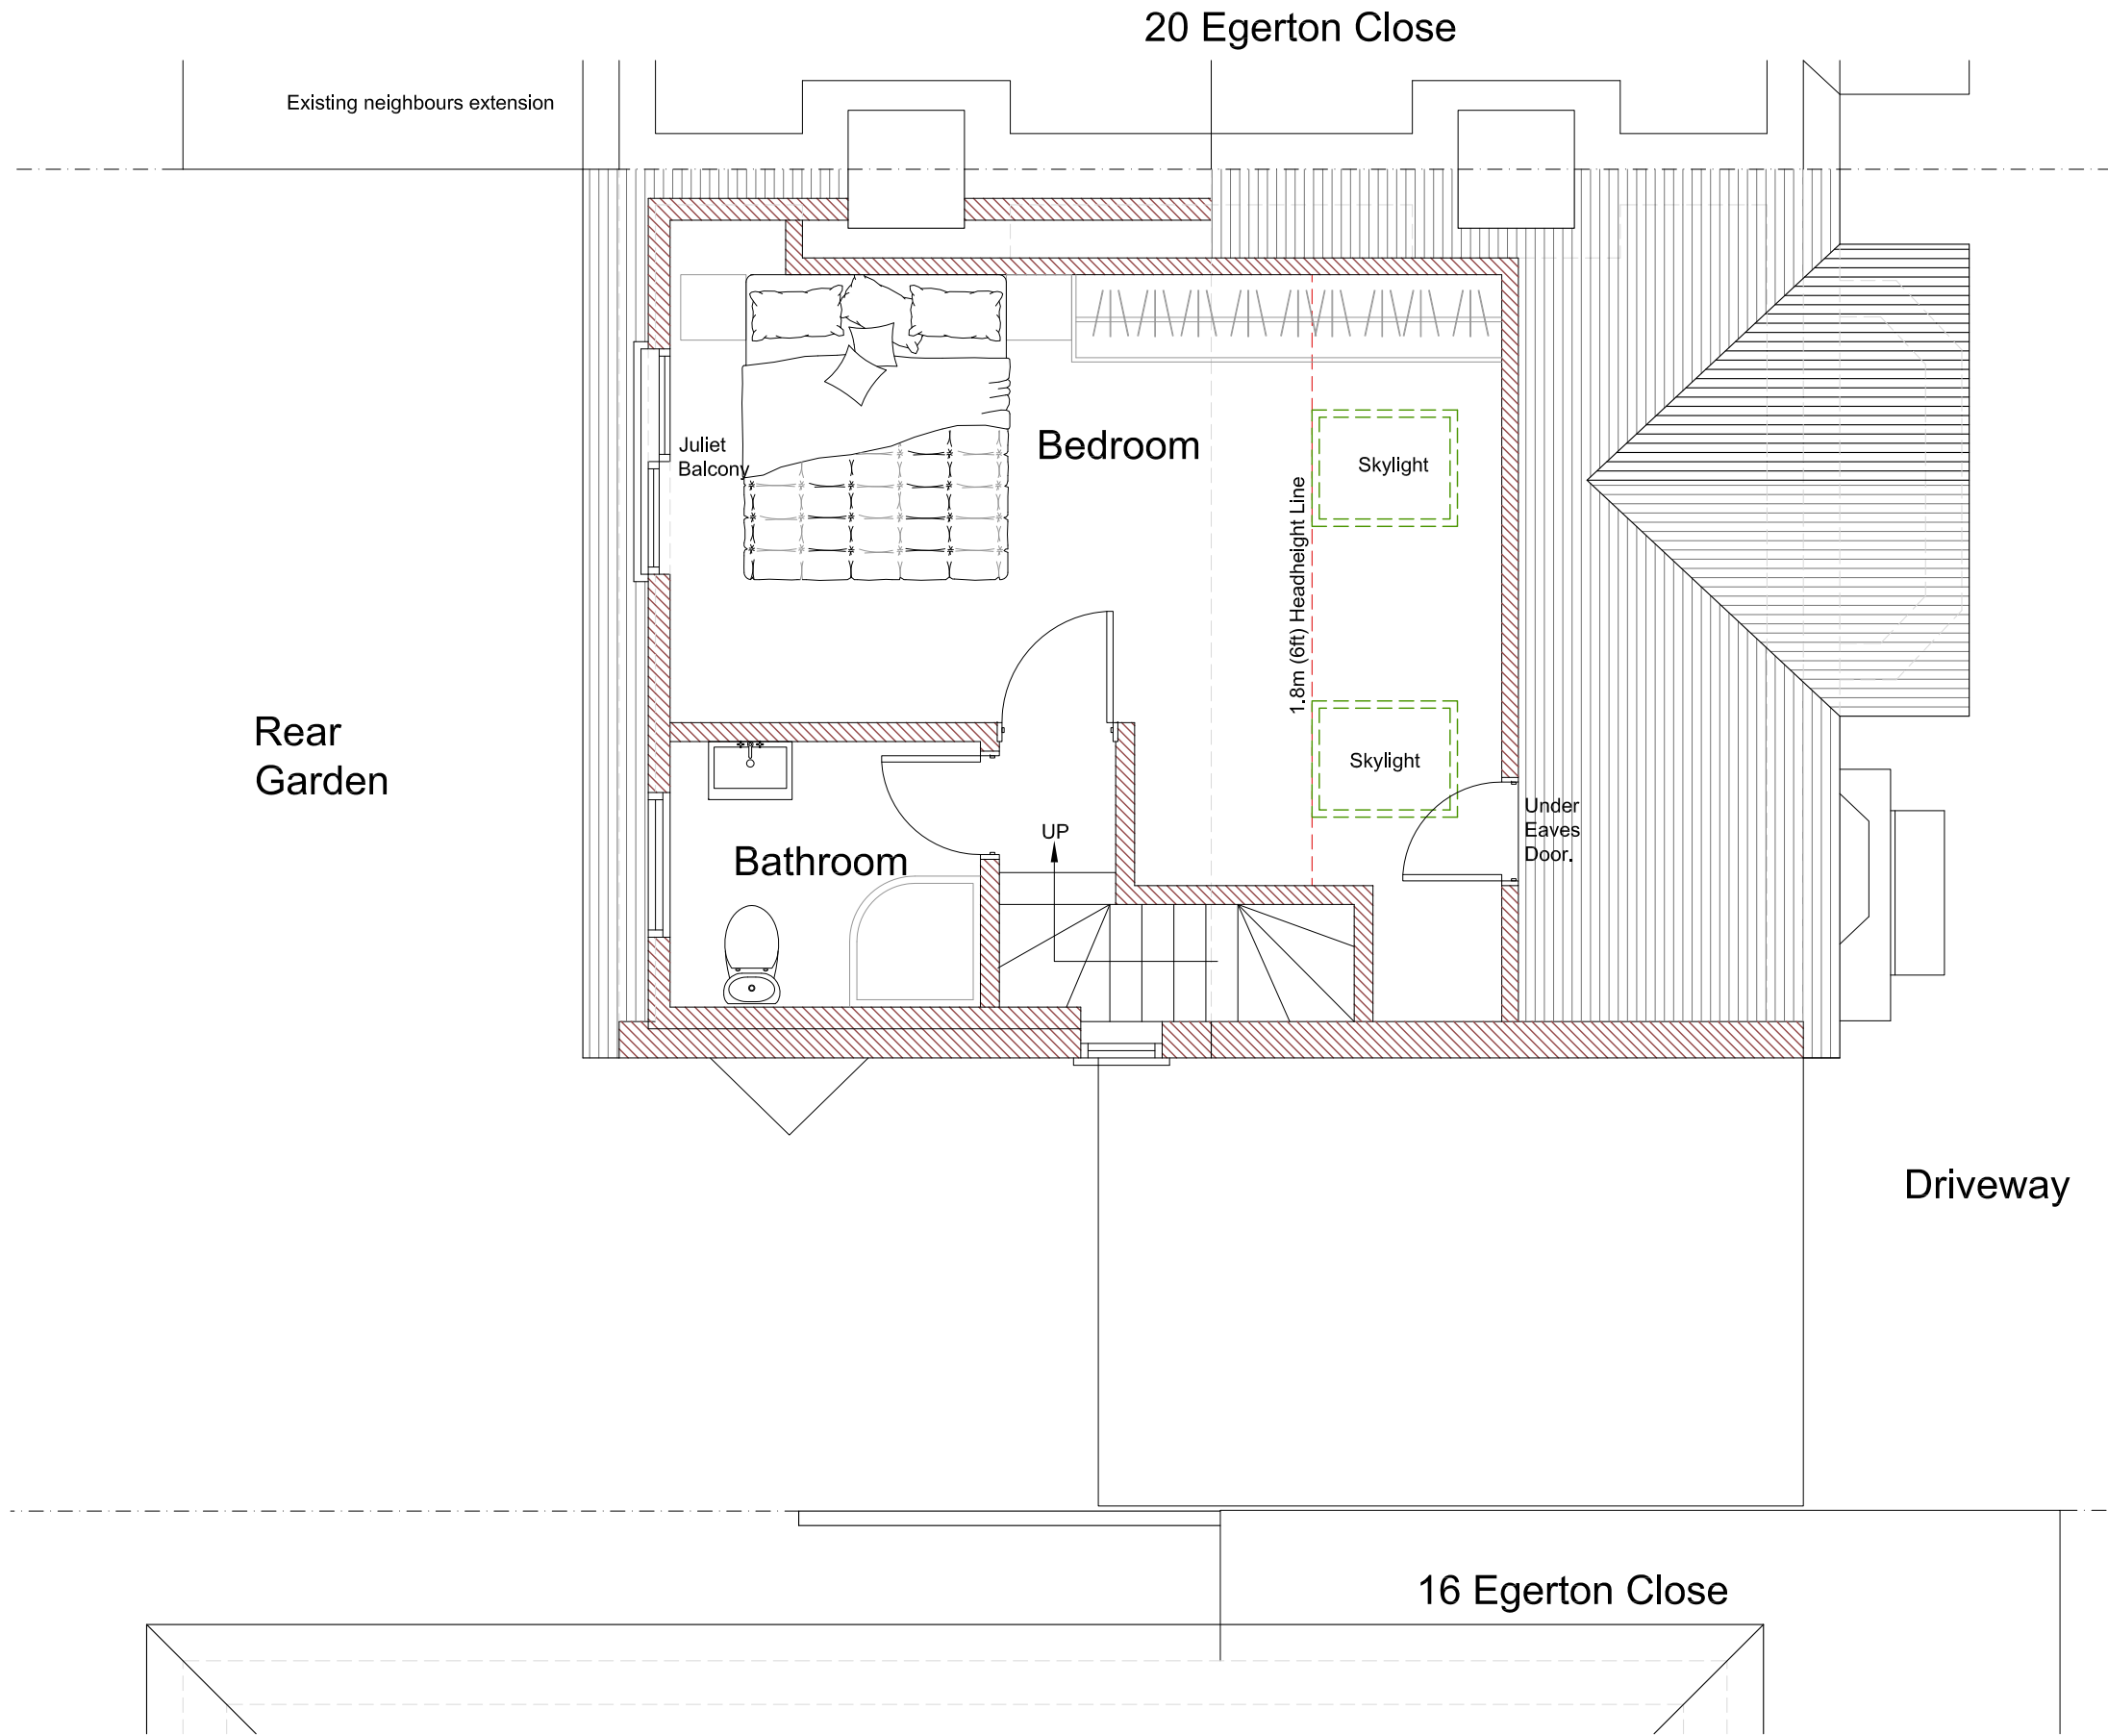 20 Egerton Close
Existing neighbours extension
Juliet
Balcony
Bedroom
Skylight
1.8m (6ft) Headheight Line
Rear
Garden
Skylight
Under
Eaves
Door.
UP
Bathroom
Driveway
16 Egerton Close